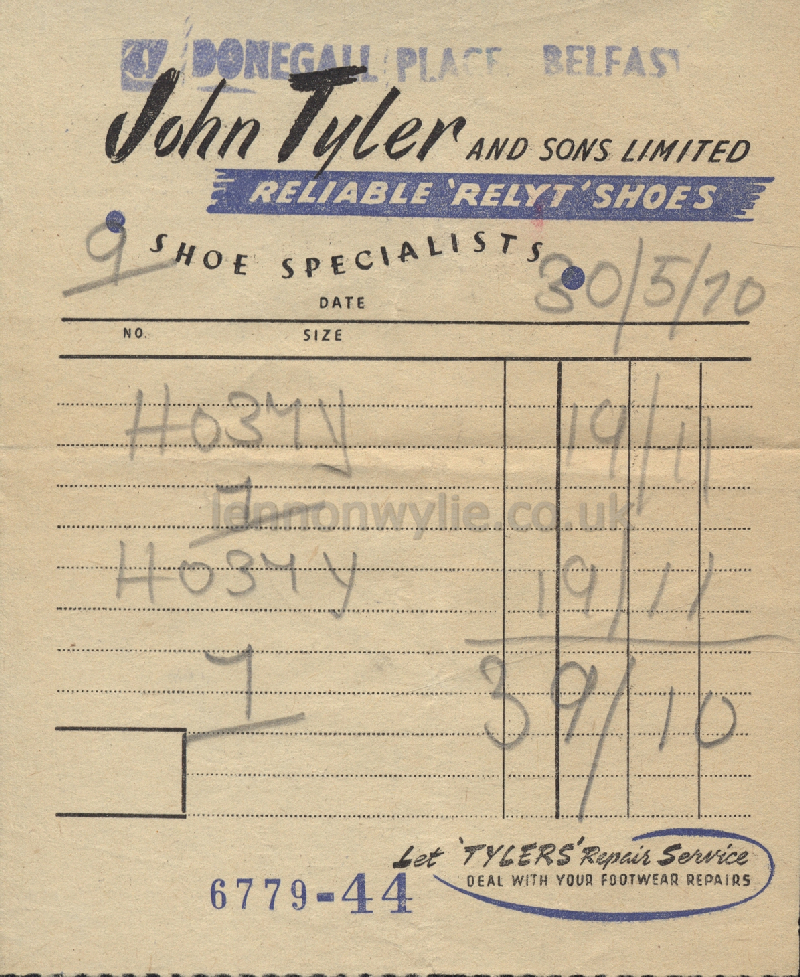 47 DONEGALL PLACE BELFAST
John Tyler AND SONS LIMITED
RELIABLE 'RELYT' SHOES
SHOE SPECIALISTS
9
30/5/70
DATE
NO. SIZE
H034y 19/11
7
lennonwylie.co.uk
H034y 19/11
7 39/10
Let 'TYLERS' Repair Service
DEAL WITH YOUR FOOTWEAR REPAIRS
6779-44